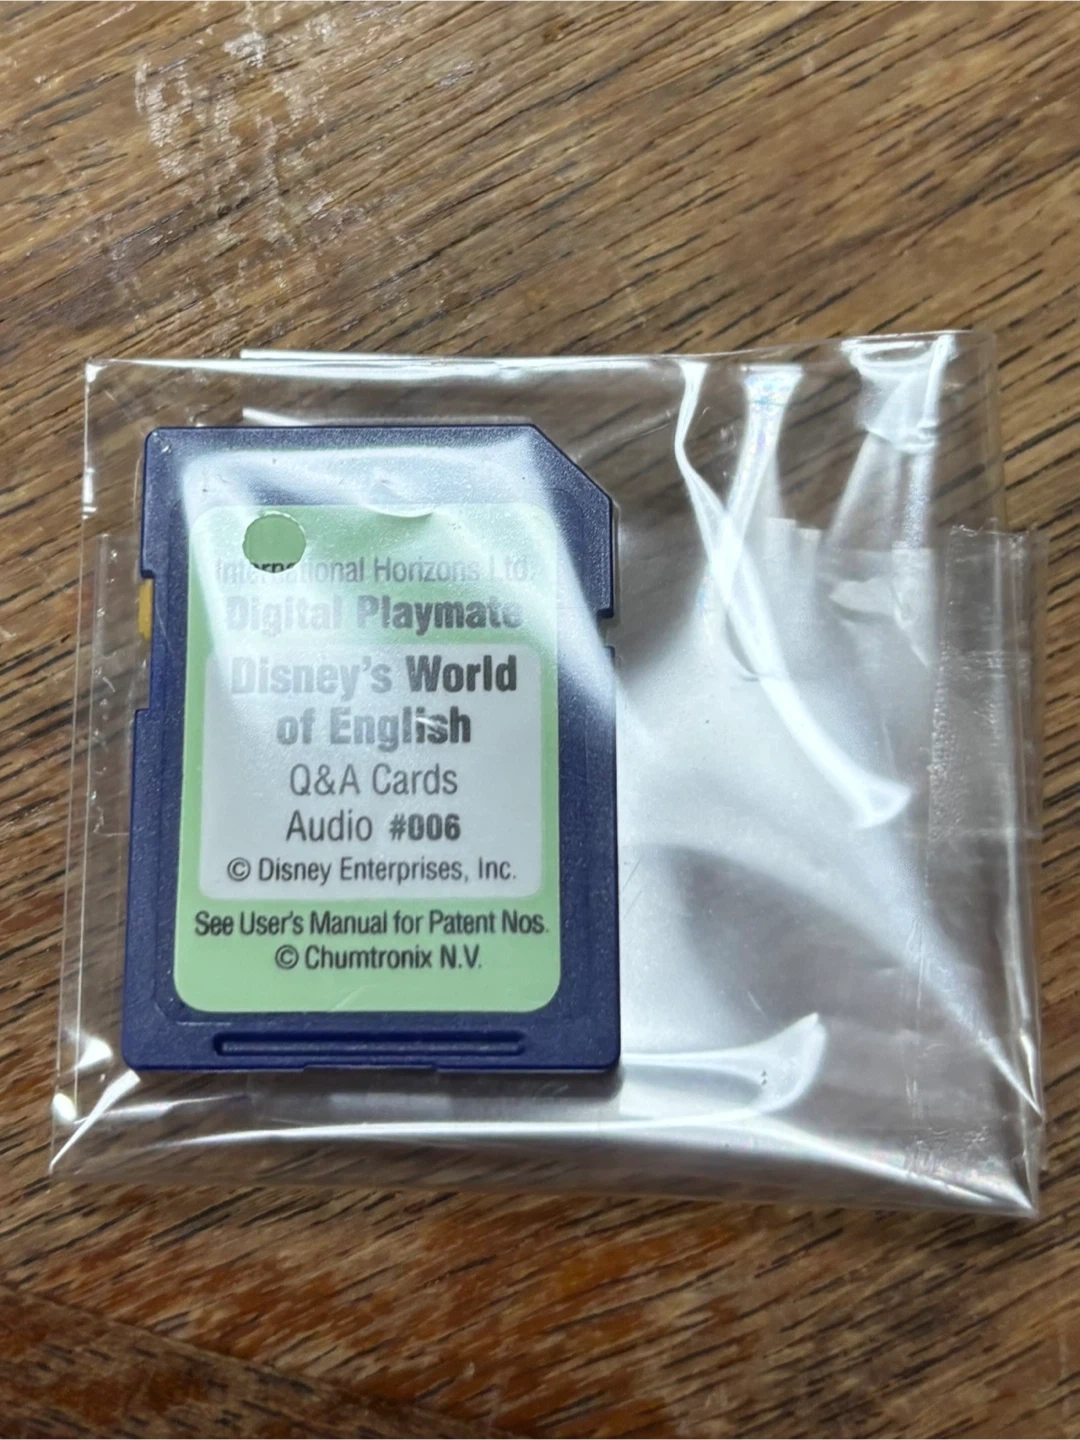 International Horizons Ltd.
Digital Playmate
Disney's World
of English
Q&A Cards
Audio #006
© Disney Enterprises, Inc.
See User's Manual for Patent Nos.
© Chumtronix N.V.